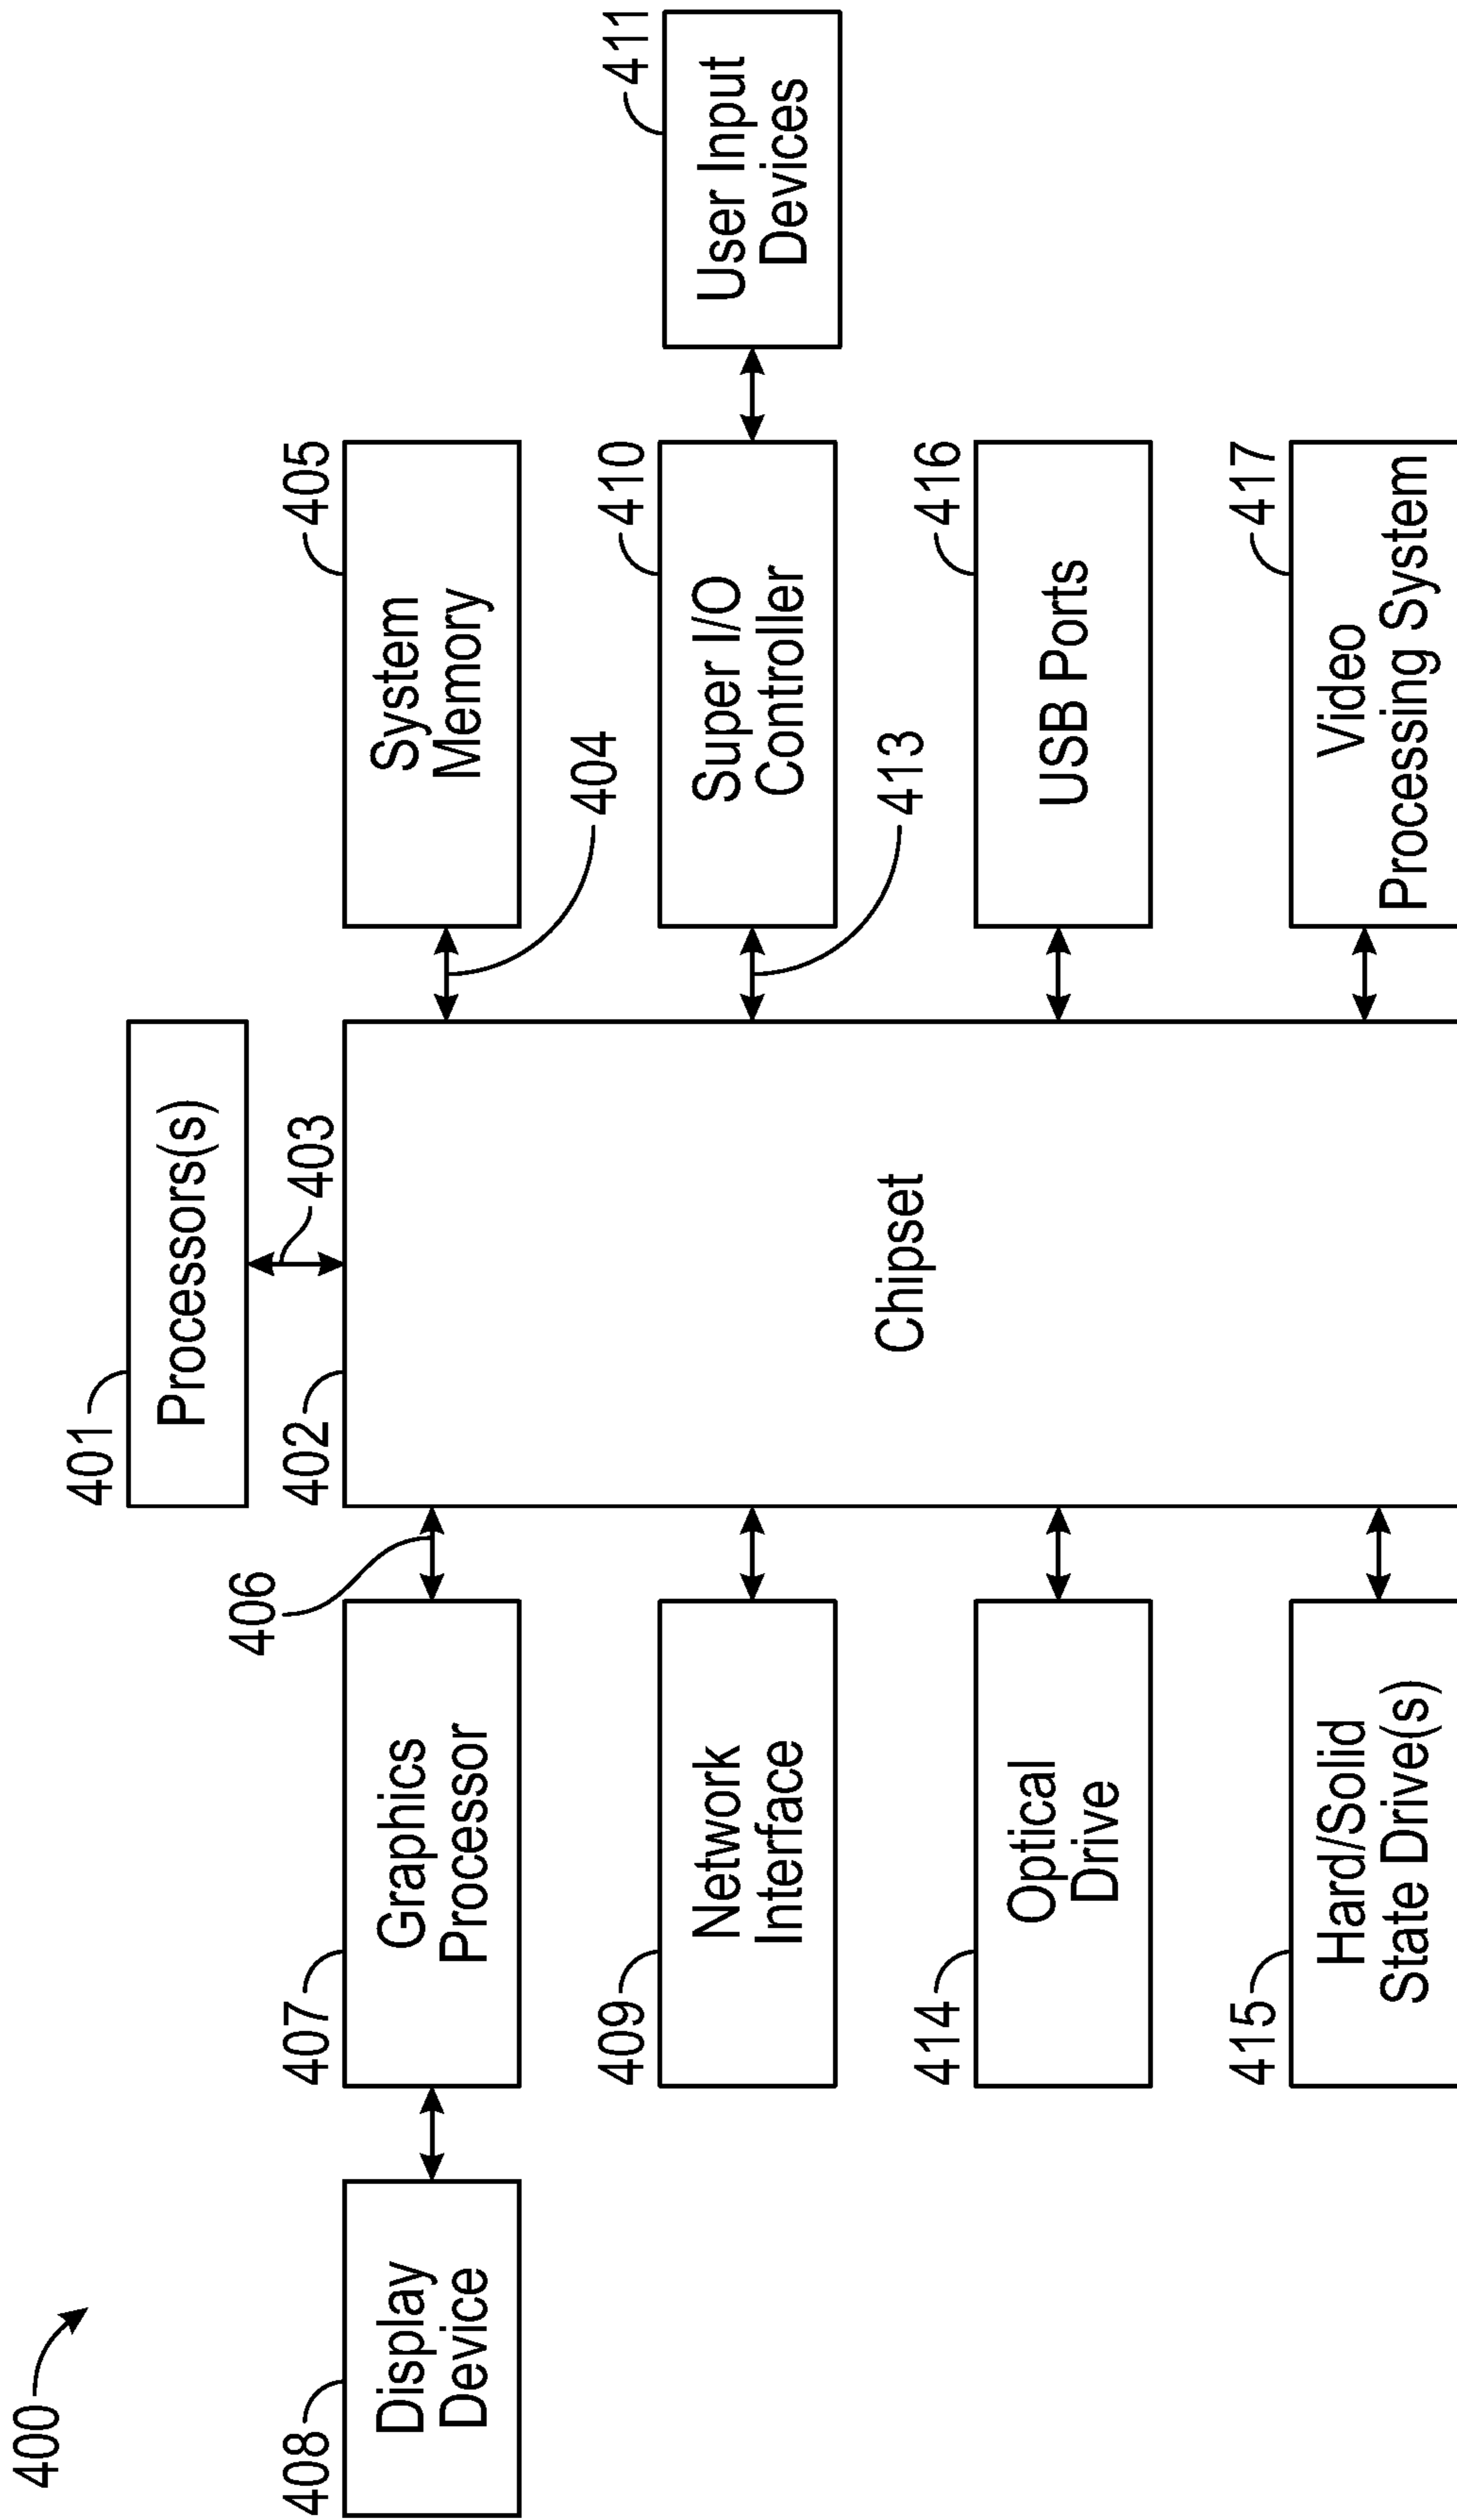 400
401
Processors(s)
403
402
Chipset
406
407
Graphics
Processor
408
Display
Device
405
System
Memory
404
409
Network
Interface
410
Super I/O
Controller
411
User Input
Devices
413
414
Optical
Drive
416
USB Ports
415
Hard/Solid
State Drive(s)
417
Video
Processing System